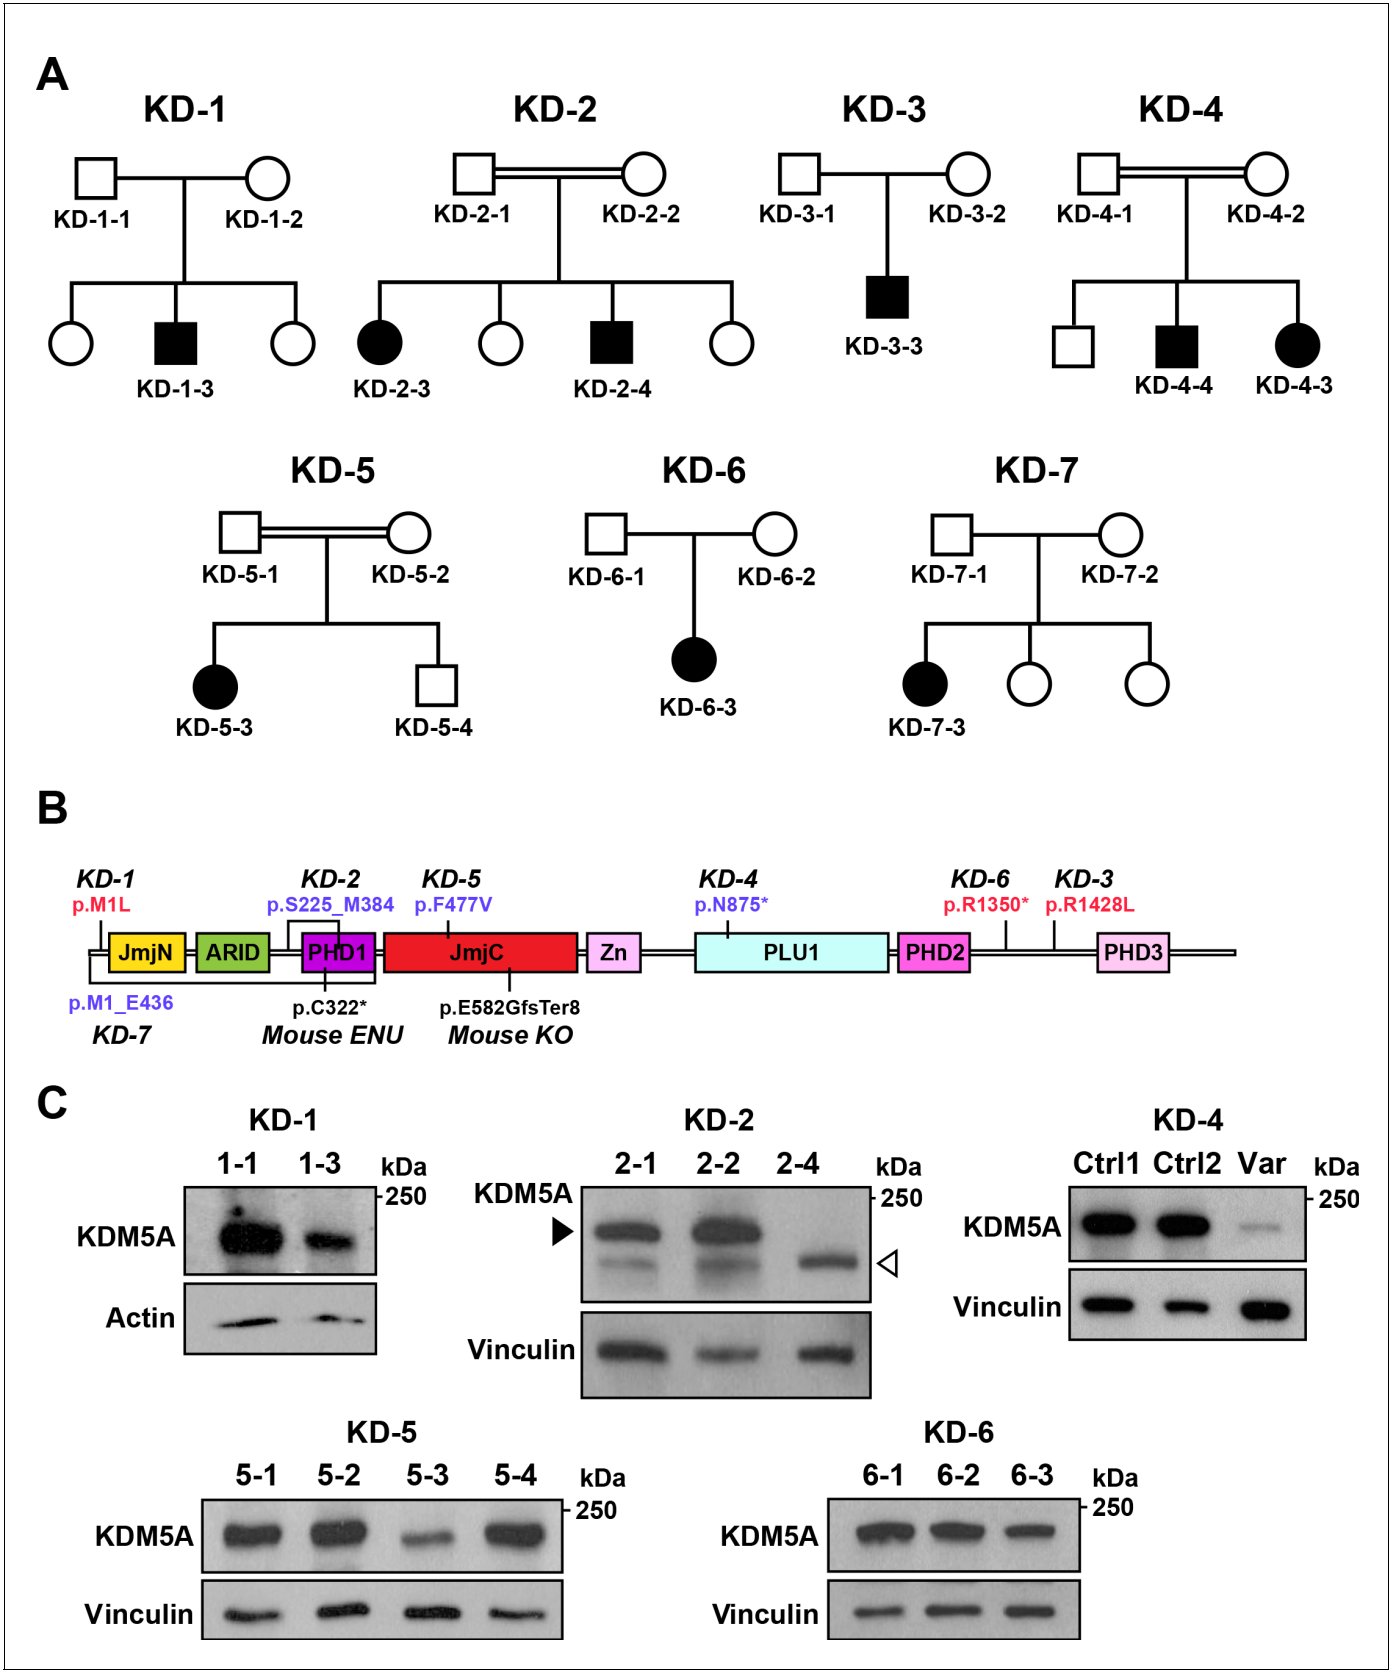 A
KD-1 KD-2 KD-3 KD-4
KD-1-1 KD-1-2 KD-2-1 KD-2-2 KD-3-1 KD-3-2 KD-4-1 KD-4-2
KD-3-3
KD-1-3 KD-2-3 KD-2-4 KD-4-4 KD-4-3
KD-5 KD-6 KD-7
KD-5-1 KD-5-2 KD-6-1 KD-6-2 KD-7-1 KD-7-2
KD-5-3 KD-5-4 KD-6-3 KD-7-3
B
KD-1 KD-2 KD-5 KD-4 KD-6 KD-3
p.M1L p.S225_M384 p.F477V p.N875* p.R1350* p.R1428L
JmjN ARID PHD1 JmjC Zn PLU1 PHD2 PHD3
p.M1_E436 p.C322* p.E582GfsTer8
KD-7 Mouse ENU Mouse KO
C
KD-1
1-1 1-3 kDa
250
KDM5A
Actin
KD-2
2-1 2-2 2-4 kDa
KDM5A 250
Vinculin
KD-4
Ctrl1 Ctrl2 Var kDa
250
KDM5A
Vinculin
KD-5
5-1 5-2 5-3 5-4 kDa
250
KDM5A
Vinculin
KD-6
6-1 6-2 6-3 kDa
250
KDM5A
Vinculin